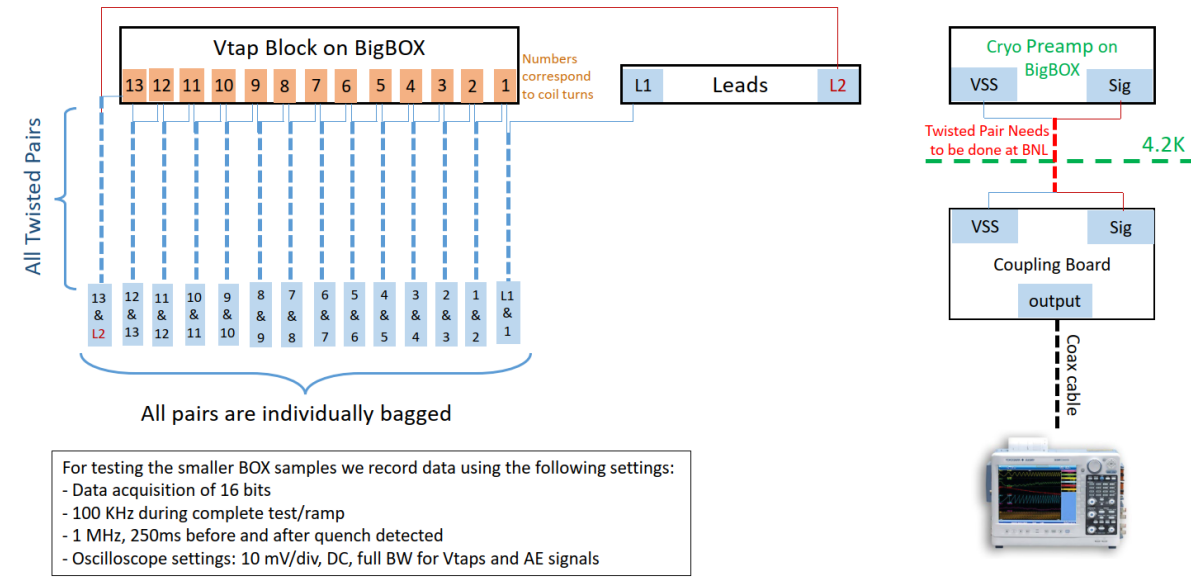 Vtap Block on BigBOX
13 12 11 10 9 8 7 6 5 4 3 2 1
Numbers
correspond
to coil turns
L1 Leads L2
All Twisted Pairs
13 & L2
12 & 13
11 & 12
10 & 11
9 & 10
8 & 9
7 & 8
6 & 7
5 & 6
4 & 5
3 & 4
2 & 3
1 & 2
L1 & 1
All pairs are individually bagged
Cryo Preamp on
BigBOX
VSS Sig
Twisted Pair Needs
to be done at BNL
4.2K
VSS Sig
Coupling Board
output
Coax cable
For testing the smaller BOX samples we record data using the following settings:
- Data acquisition of 16 bits
- 100 KHz during complete test/ramp
- 1 MHz, 250ms before and after quench detected
- Oscilloscope settings: 10 mV/div, DC, full BW for Vtaps and AE signals